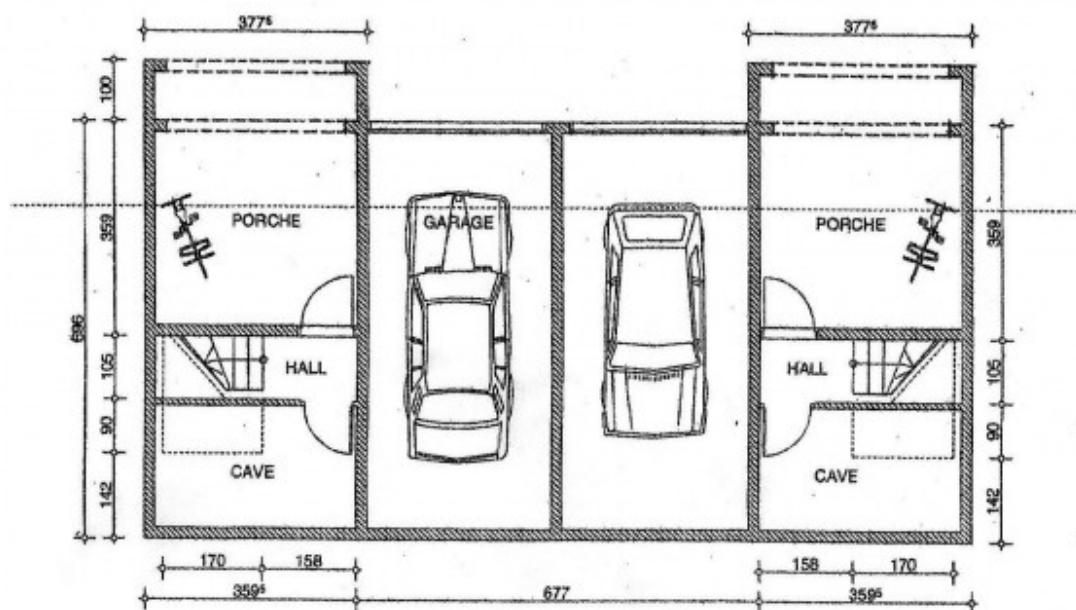 377⁵ 377⁵
100
PORCHE GARAGE PORCHE
359 359
696
HALL HALL
105 105
90 90
CAVE CAVE
142 142
170 158 158 170
359⁵ 677 359⁵